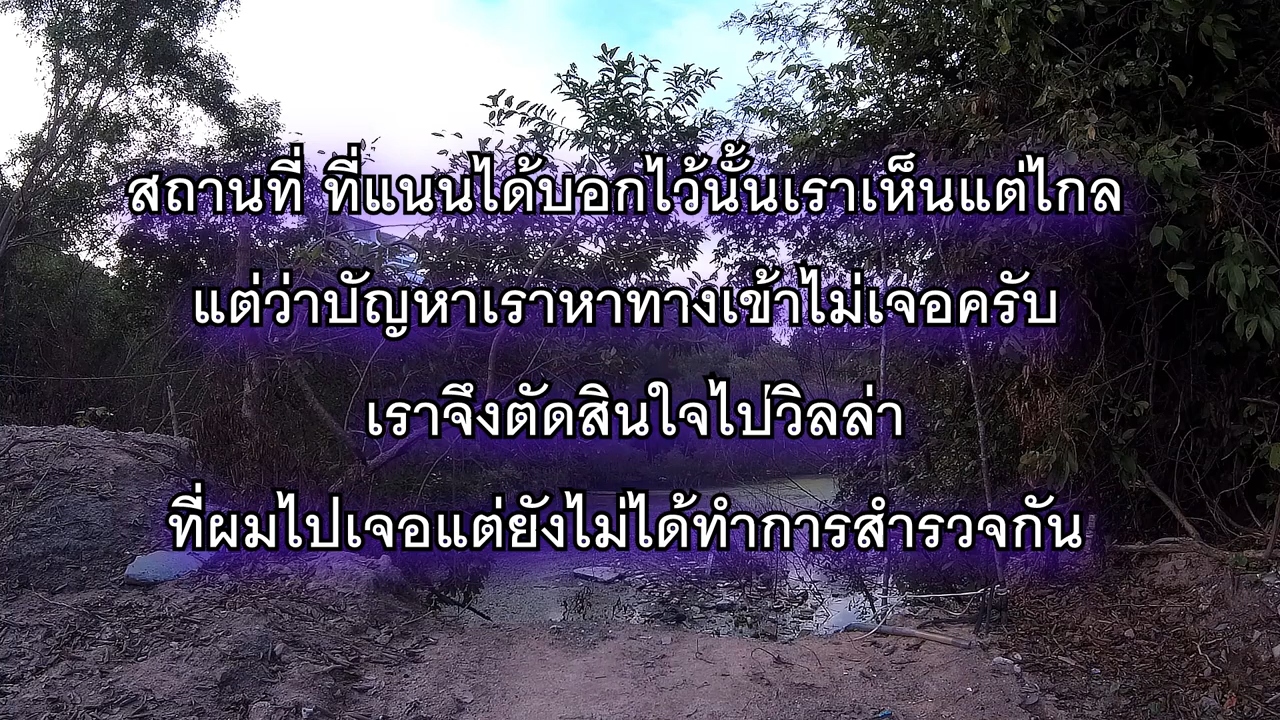 สถานที่ ที่แนนได้บอกไว้นั้นเราเห็นแต่ไกล
แต่ว่าปัญหาเราหาทางเข้าไม่เจอครับ
เราจึงตัดสินใจไปวิลล่า
ที่ผมไปเจอแต่ยังไม่ได้ทำการสำรวจกัน